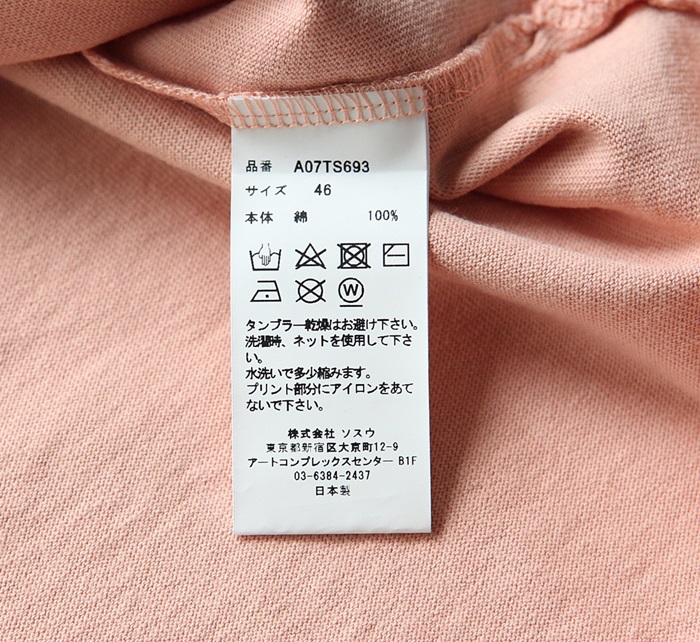 品番 A07TS693
サイズ 46
本体 綿 100%
W
タンブラー乾燥はお避け下さい。
洗濯時、ネットを使用して下さ
い。
水洗いで多少縮みます。
プリント部分にアイロンをあて
ないで下さい。
株式会社 ソスウ
東京都新宿区大京町12-9
アートコンプレックスセンター B1F
03-6384-2437
日本製